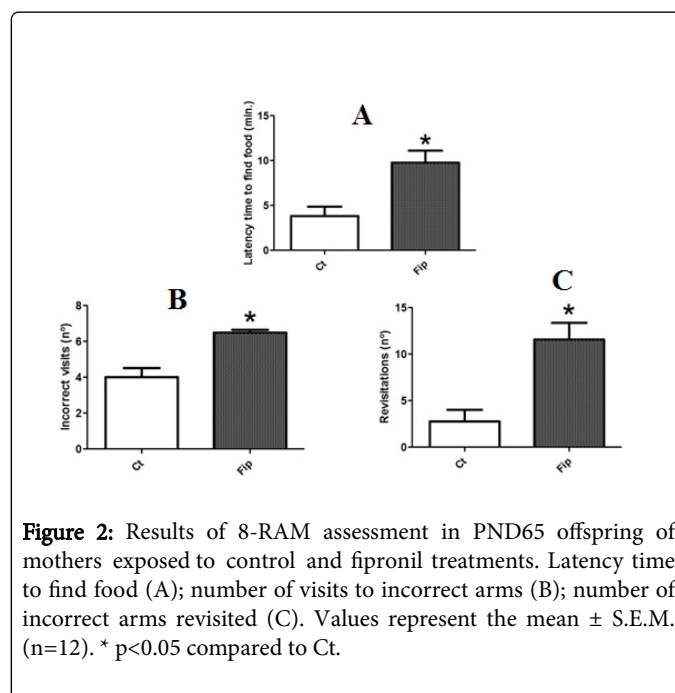 A
Latency time to find food (min.)
15
10
5
0
*
Ct
Fip
B
Incorrect visits (nº)
8
6
4
2
0
*
Ct
Fip
C
Revisitations (nº)
15
10
5
0
*
Ct
Fip
Figure 2: Results of 8-RAM assessment in PND65 offspring of
mothers exposed to control and fipronil treatments. Latency time
to find food (A); number of visits to incorrect arms (B); number of
incorrect arms revisited (C). Values represent the mean ± S.E.M.
(n=12). * p<0.05 compared to Ct.